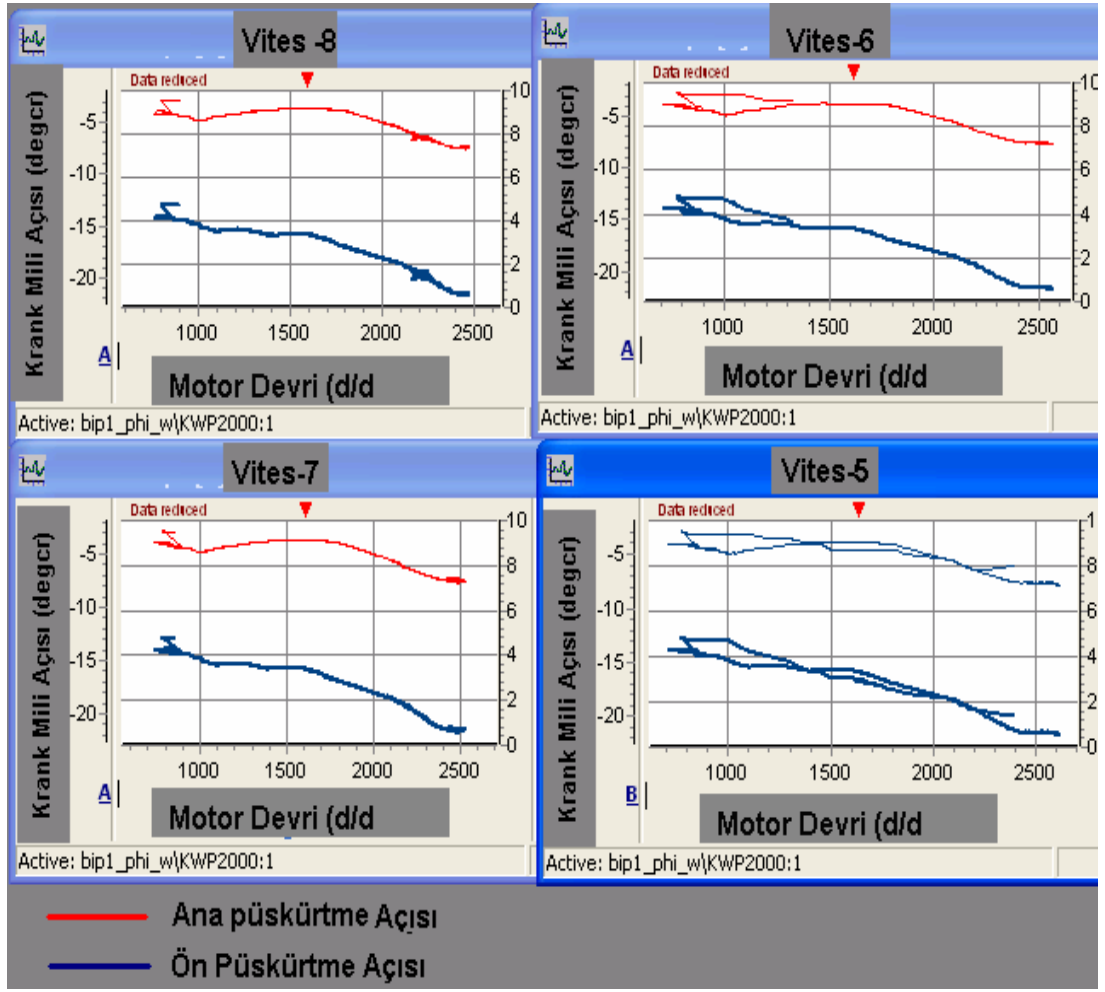 Vites -8
Data reduced
Krank Mili Açısı (degcr)
-5
-10
-15
-20
10
8
6
4
2
0
1000 1500 2000 2500
A
Motor Devri (d/d
Active: bip1_phi_w\KWP2000:1
Vites-6
Data reduced
Krank Mili Açısı (degcr)
-5
-10
-15
-20
10
8
6
4
2
0
1000 1500 2000 2500
A
Motor Devri (d/d
Active: bip1_phi_w\KWP2000:1
Vites-7
Data reduced
Krank Mili Açısı (degcr)
-5
-10
-15
-20
10
8
6
4
2
0
1000 1500 2000 2500
A
Motor Devri (d/d
Active: bip1_phi_w\KWP2000:1
Vites-5
Data reduced
Krank Mili Açısı (degcr)
-5
-10
-15
-20
1
8
6
4
2
0
1000 1500 2000 2500
B
Motor Devri (d/d
Active: bip1_phi_w\KWP2000:1
Ana püskürtme Açısı
Ön Püskürtme Açısı